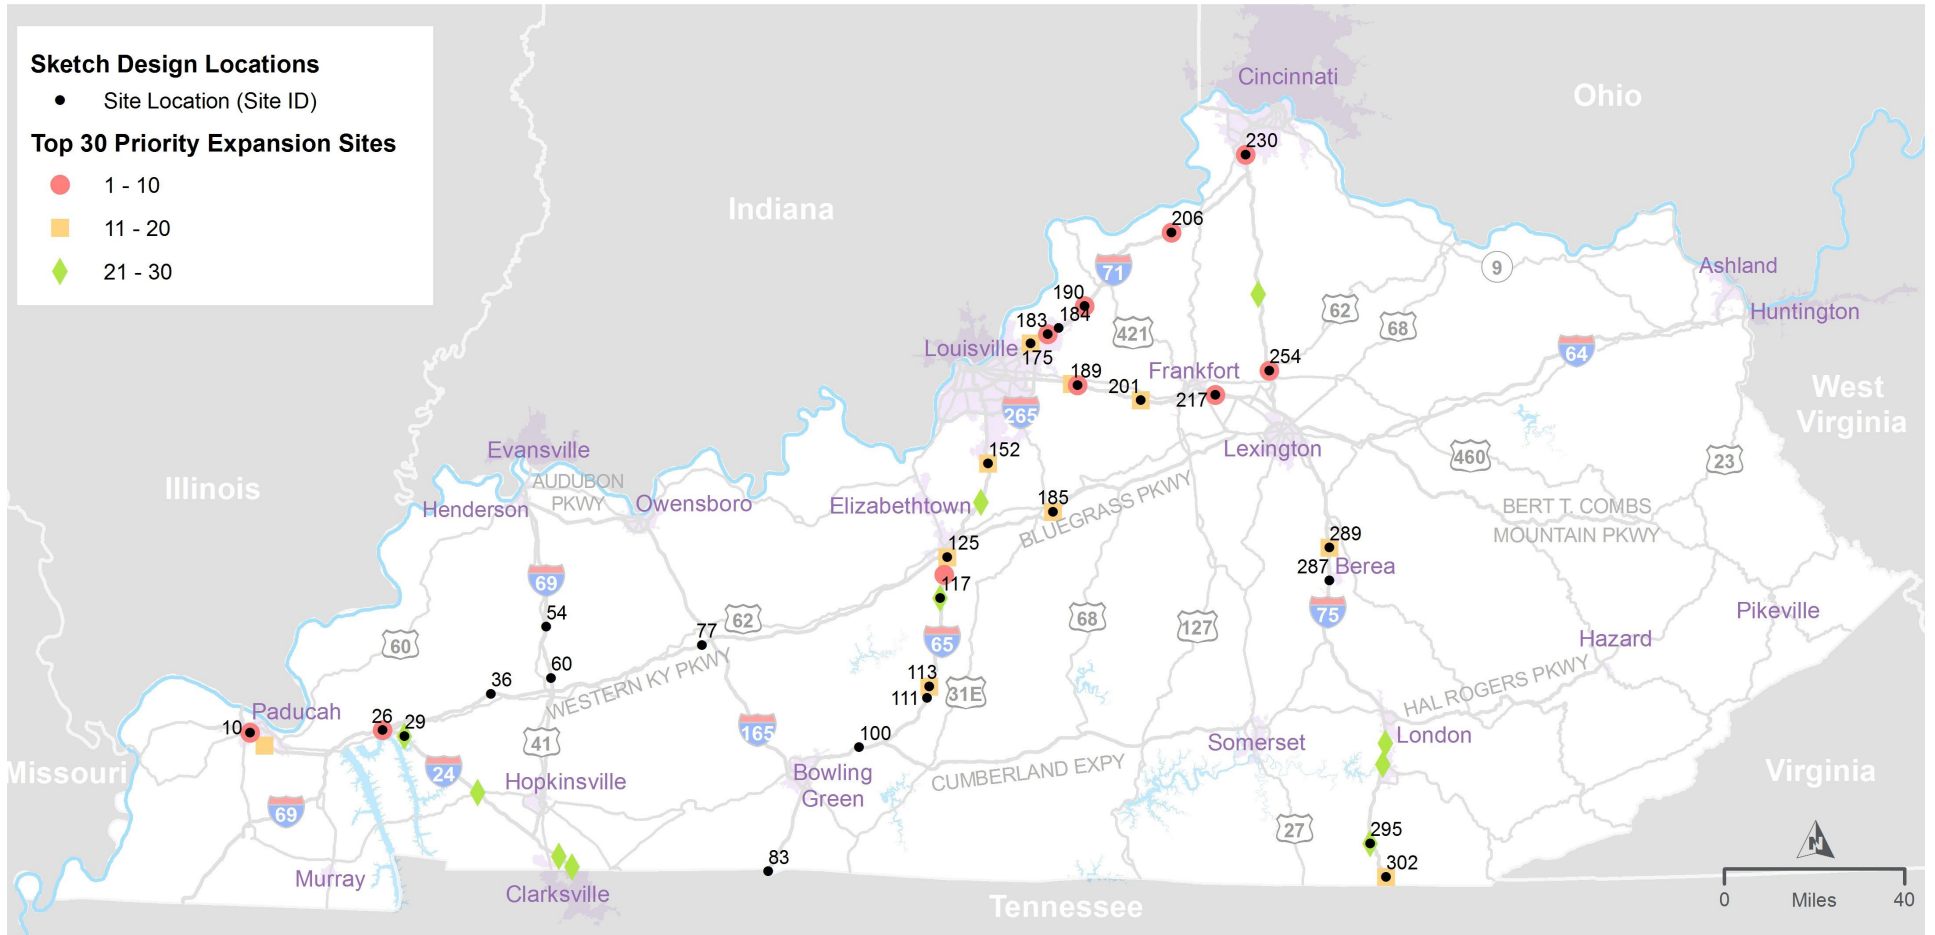 Sketch Design Locations
Site Location (Site ID)
Top 30 Priority Expansion Sites
1 - 10
11 - 20
21 - 30
Cincinnati
Ohio
230
Indiana
206
71
9
Ashland
Huntington
190
183
184
175
421
62
68
64
Louisville
189
201
Frankfort
217
254
West
Virginia
265
Evansville
152
Lexington
460
23
Illinois
AUDUBON
PKWY
Henderson
Owensboro
Elizabethtown
185
BLUEGRASS PKWY
BERT T. COMBS
MOUNTAIN PKWY
125
289
287
Berea
69
117
75
54
77
62
60
65
68
127
Pikeville
Hazard
36
60
WESTERN KY PKWY
113
111
31E
HAL ROGERS PKWY
10
Paducah
26
29
165
100
41
Somerset
London
Missouri
24
Hopkinsville
Bowling
Green
CUMBERLAND EXPY
Virginia
69
27
295
N
83
302
Murray
Clarksville
Tennessee
0
Miles
40